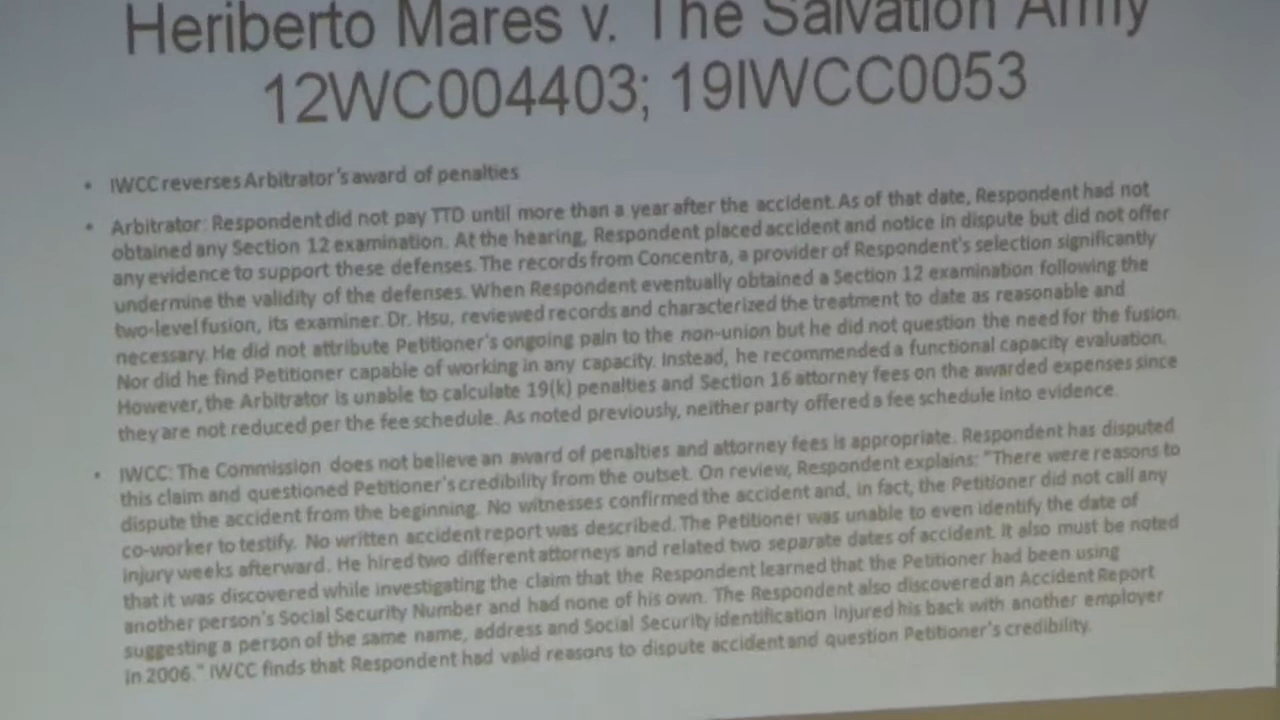 Heriberto Mares v. The Salvation Army
12WC004403; 19IWCC0053
• IWCC reverses Arbitrator's award of penalties
• Arbitrator: Respondent did not pay TTD until more than a year after the accident. As of that date, Respondent had not
obtained any Section 12 examination. At the hearing, Respondent placed accident and notice in dispute but did not offer
any evidence to support these defenses. The records from Concentra, a provider of Respondent's selection significantly
undermine the validity of the defenses. When Respondent eventually obtained a Section 12 examination following the
two-level fusion, its examiner. Dr. Hsu, reviewed records and characterized the treatment to date as reasonable and
necessary. He did not attribute Petitioner's ongoing pain to the non-union but he did not question the need for the fusion.
Nor did he find Petitioner capable of working in any capacity. Instead, he recommended a functional capacity evaluation.
However, the Arbitrator is unable to calculate 19(k) penalties and Section 16 attorney fees on the awarded expenses since
they are not reduced per the fee schedule. As noted previously, neither party offered a fee schedule into evidence.
• IWCC: The Commission does not believe an award of penalties and attorney fees is appropriate. Respondent has disputed
this claim and questioned Petitioner's credibility from the outset. On review, Respondent explains: "There were reasons to
dispute the accident from the beginning. No witnesses confirmed the accident and, in fact, the Petitioner did not call any
co-worker to testify. No written accident report was described. The Petitioner was unable to even identify the date of
injury weeks afterward. He hired two different attorneys and related two separate dates of accident. It also must be noted
that it was discovered while investigating the claim that the Respondent learned that the Petitioner had been using
another person's Social Security Number and had none of his own. The Respondent also discovered an Accident Report
suggesting a person of the same name, address and Social Security identification injured his back with another employer
in 2006." IWCC finds that Respondent had valid reasons to dispute accident and question Petitioner's credibility.